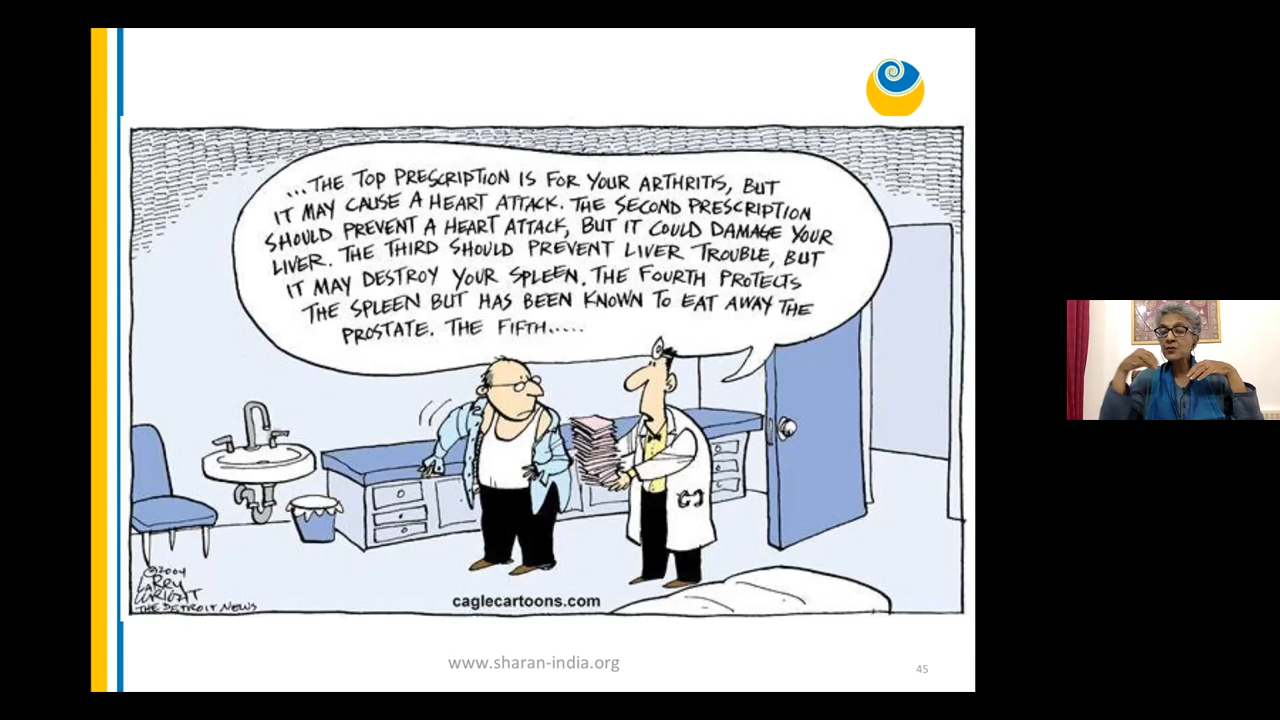 ...THE TOP PRESCRIPTION IS FOR YOUR ARTHRITIS, BUT
IT MAY CAUSE A HEART ATTACK. THE SECOND PRESCRIPTION
SHOULD PREVENT A HEART ATTACK, BUT IT COULD DAMAGE YOUR
LIVER. THE THIRD SHOULD PREVENT LIVER TROUBLE, BUT
IT MAY DESTROY YOUR SPLEEN. THE FOURTH PROTECTS
THE SPLEEN BUT HAS BEEN KNOWN TO EAT AWAY THE
PROSTATE. THE FIFTH.....
©2004
LARRY
WRIGHT
THE DETROIT NEWS
caglecartoons.com
www.sharan-india.org
45